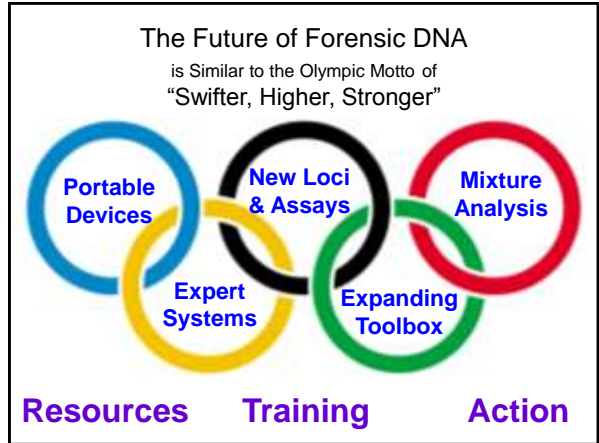 The Future of Forensic DNA
is Similar to the Olympic Motto of
“Swifter, Higher, Stronger”
Portable
Devices
New Loci
& Assays
Mixture
Analysis
Expert
Systems
Expanding
Toolbox
Resources Training Action